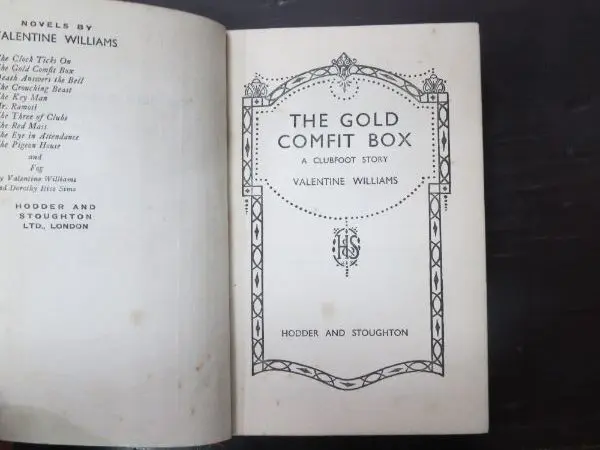 NOVELS BY
VALENTINE WILLIAMS
The Clock Ticks On
The Gold Comfit Box
Death Answers the Bell
The Crouching Beast
The Key Man
Mr. Ramosi
The Three of Clubs
The Red Mass
The Eye in Attendance
The Pigeon House
and
Fog
by Valentine Williams
and Dorothy Rice Sims
HODDER AND
STOUGHTON
LTD., LONDON
THE GOLD
COMFIT BOX
A CLUBFOOT STORY
VALENTINE WILLIAMS
H&S
HODDER AND STOUGHTON